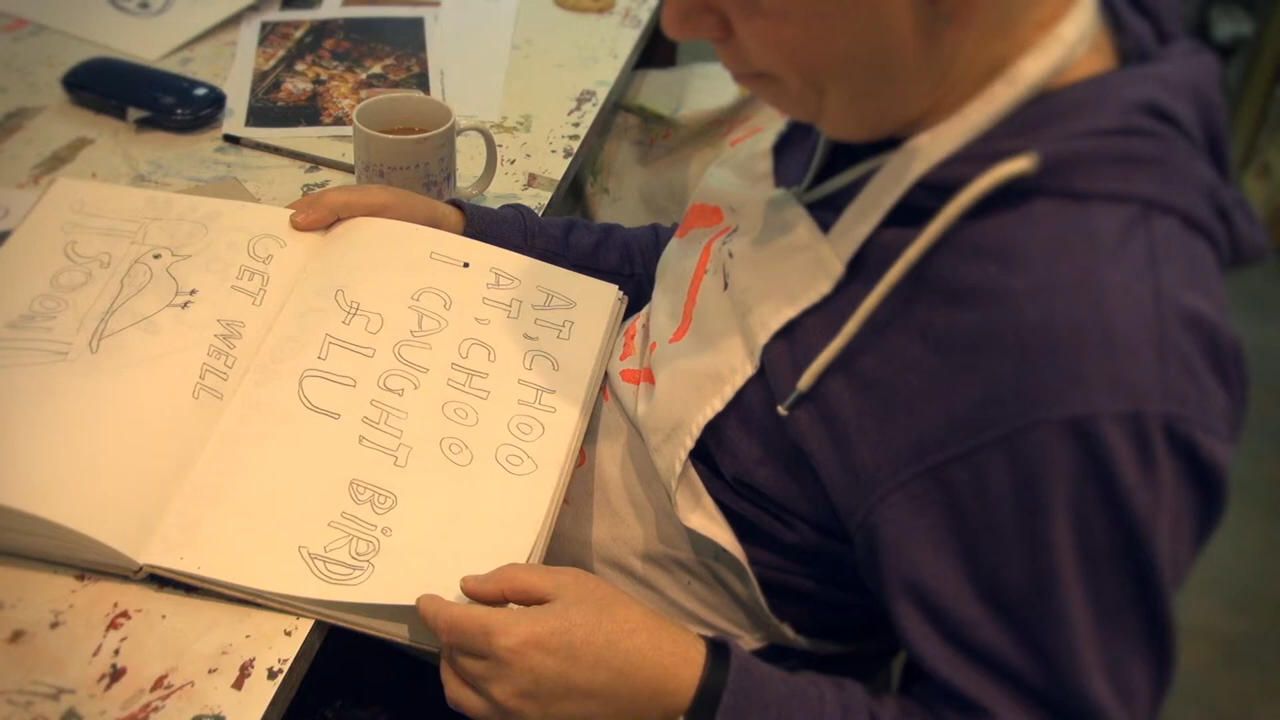 GET WELL
SOON
AT,CHOO
AT,CHOO
I CAUGHT BIRD
FLU